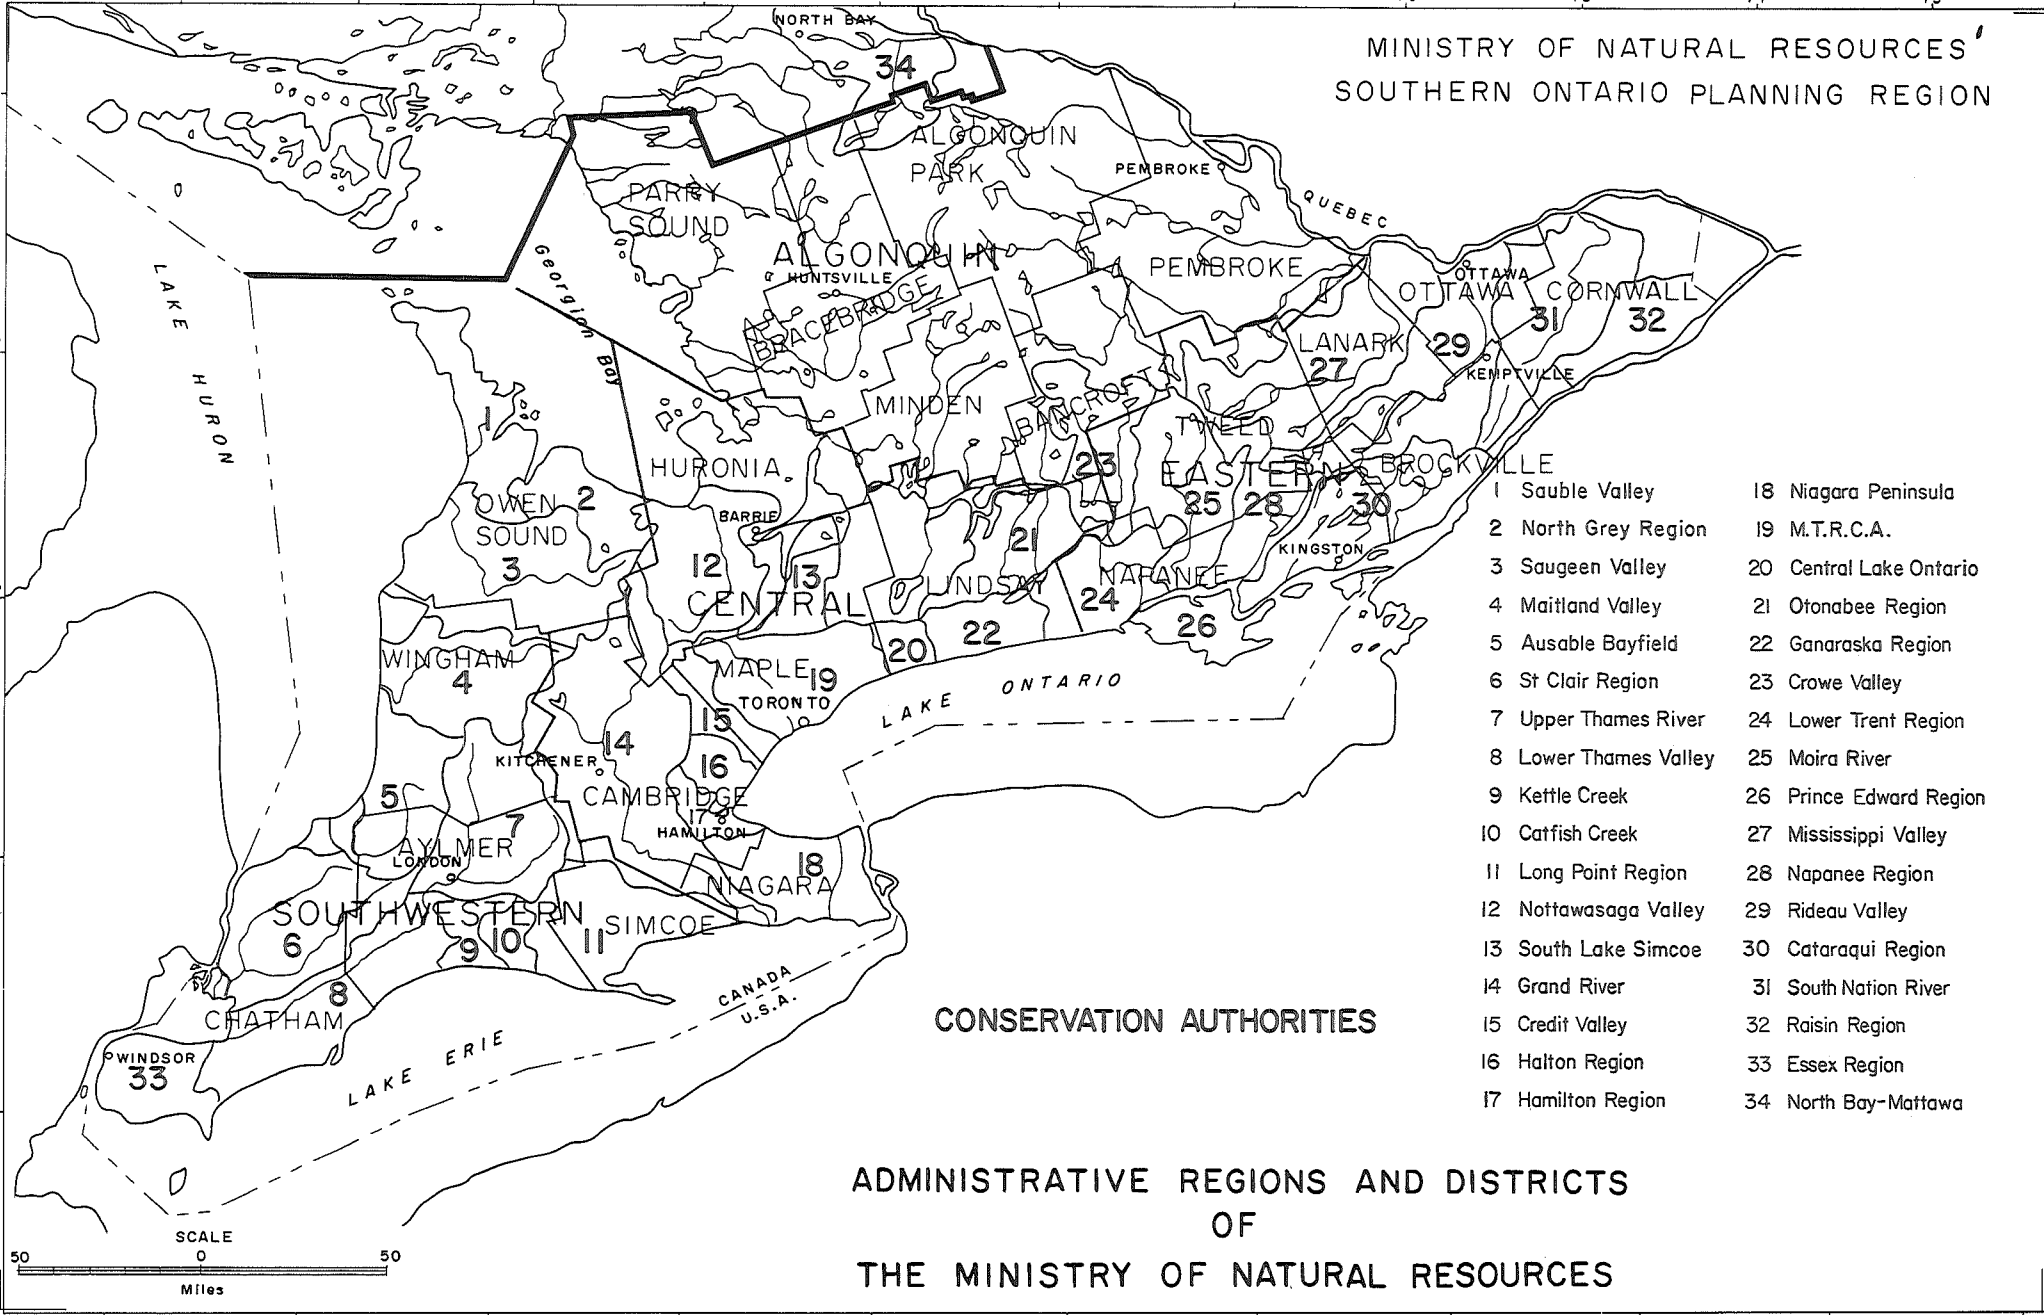 MINISTRY OF NATURAL RESOURCES
SOUTHERN ONTARIO PLANNING REGION
NORTH BAY
34
ALGONQUIN
PARK
PEMBROKE
QUEBEC
PARRY
SOUND
ALGONQUIN
HUNTSVILLE
BRACEBRIDGE
PEMBROKE
OTTAWA
OTTAWA
CORNWALL
31
32
LAKE HURON
Georgian Bay
LANARK
27
29
KEMPTVILLE
MINDEN
BANCROFT
TWEED
1
HURONIA
23
EASTERN
BROCKVILLE
OWEN
SOUND
2
3
BARRIE
25
28
30
21
KINGSTON
12
13
CENTRAL
LINDSAY
NAPANEE
24
26
22
20
WINGHAM
4
MAPLE
19
TORONTO
LAKE ONTARIO
15
14
KITCHENER
16
CAMBRIDGE
17
HAMILTON
5
7
AYLMER
LONDON
18
NIAGARA
SOUTHWESTERN
SIMCOE
6
9
10
11
8
CHATHAM
CANADA
U.S.A.
WINDSOR
33
LAKE ERIE
CONSERVATION AUTHORITIES
1 Sauble Valley
2 North Grey Region
3 Saugeen Valley
4 Maitland Valley
5 Ausable Bayfield
6 St Clair Region
7 Upper Thames River
8 Lower Thames Valley
9 Kettle Creek
10 Catfish Creek
11 Long Point Region
12 Nottawasaga Valley
13 South Lake Simcoe
14 Grand River
15 Credit Valley
16 Halton Region
17 Hamilton Region
18 Niagara Peninsula
19 M.T.R.C.A.
20 Central Lake Ontario
21 Otonabee Region
22 Ganaraska Region
23 Crowe Valley
24 Lower Trent Region
25 Moira River
26 Prince Edward Region
27 Mississippi Valley
28 Napanee Region
29 Rideau Valley
30 Cataraqui Region
31 South Nation River
32 Raisin Region
33 Essex Region
34 North Bay-Mattawa
ADMINISTRATIVE REGIONS AND DISTRICTS
OF
THE MINISTRY OF NATURAL RESOURCES
SCALE
50 0 50
Miles